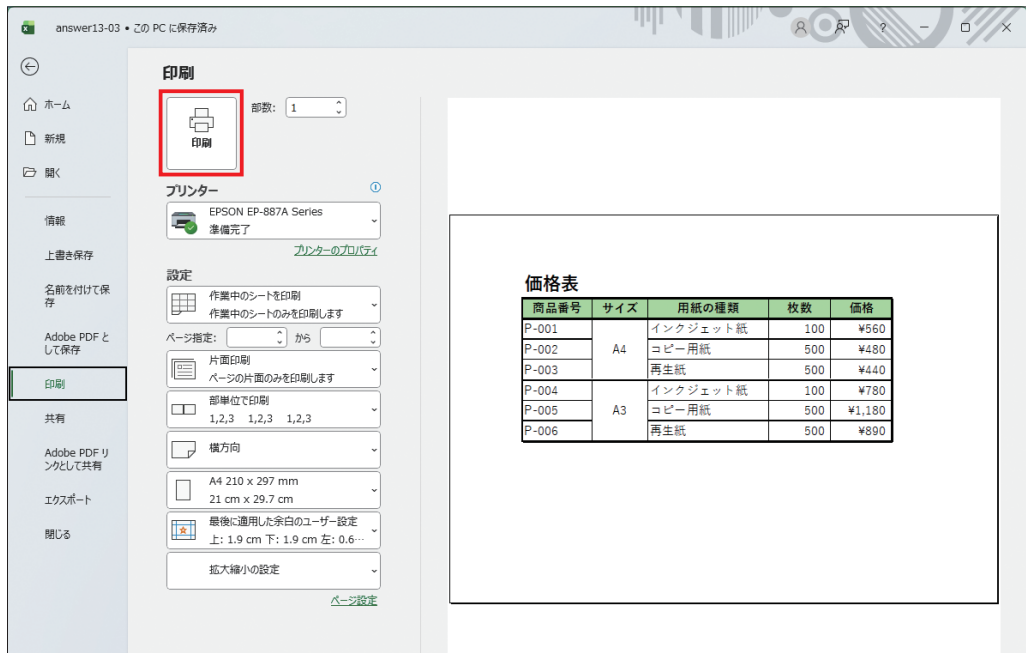 answer13-03 • この PC に保存済み
?
印刷
ホーム
新規
開く
情報
上書き保存
名前を付けて保
存
Adobe PDF と
して保存
印刷
共有
Adobe PDF リ
ンクとして共有
エクスポート
閉じる
印刷
部数: 1
プリンター
EPSON EP-887A Series
準備完了
プリンターのプロパティ
設定
作業中のシートを印刷
作業中のシートのみを印刷します
ページ指定: から
片面印刷
ページの片面のみを印刷します
部単位で印刷
1,2,3 1,2,3 1,2,3
横方向
A4 210 x 297 mm
21 cm x 29.7 cm
最後に適用した余白のユーザー設定
上: 1.9 cm 下: 1.9 cm 左: 0.6…
拡大縮小の設定
ページ設定
価格表
商品番号 サイズ 用紙の種類 枚数 価格
P-001 インクジェット紙 100 ¥560
P-002 A4 コピー用紙 500 ¥480
P-003 再生紙 500 ¥440
P-004 インクジェット紙 100 ¥780
P-005 A3 コピー用紙 500 ¥1,180
P-006 再生紙 500 ¥890